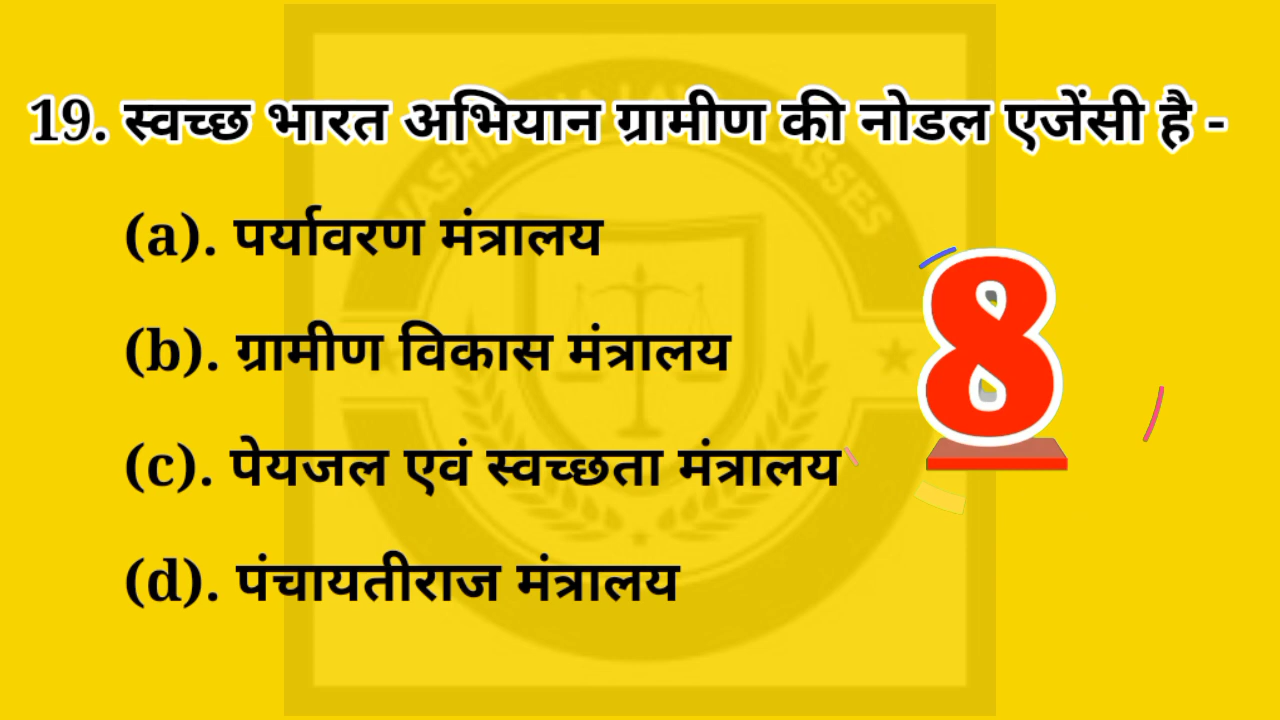 19. स्वच्छ भारत अभियान ग्रामीण की नोडल एजेंसी है -
(a). पर्यावरण मंत्रालय
(b). ग्रामीण विकास मंत्रालय
8
(c). पेयजल एवं स्वच्छता मंत्रालय
(d). पंचायतीराज मंत्रालय